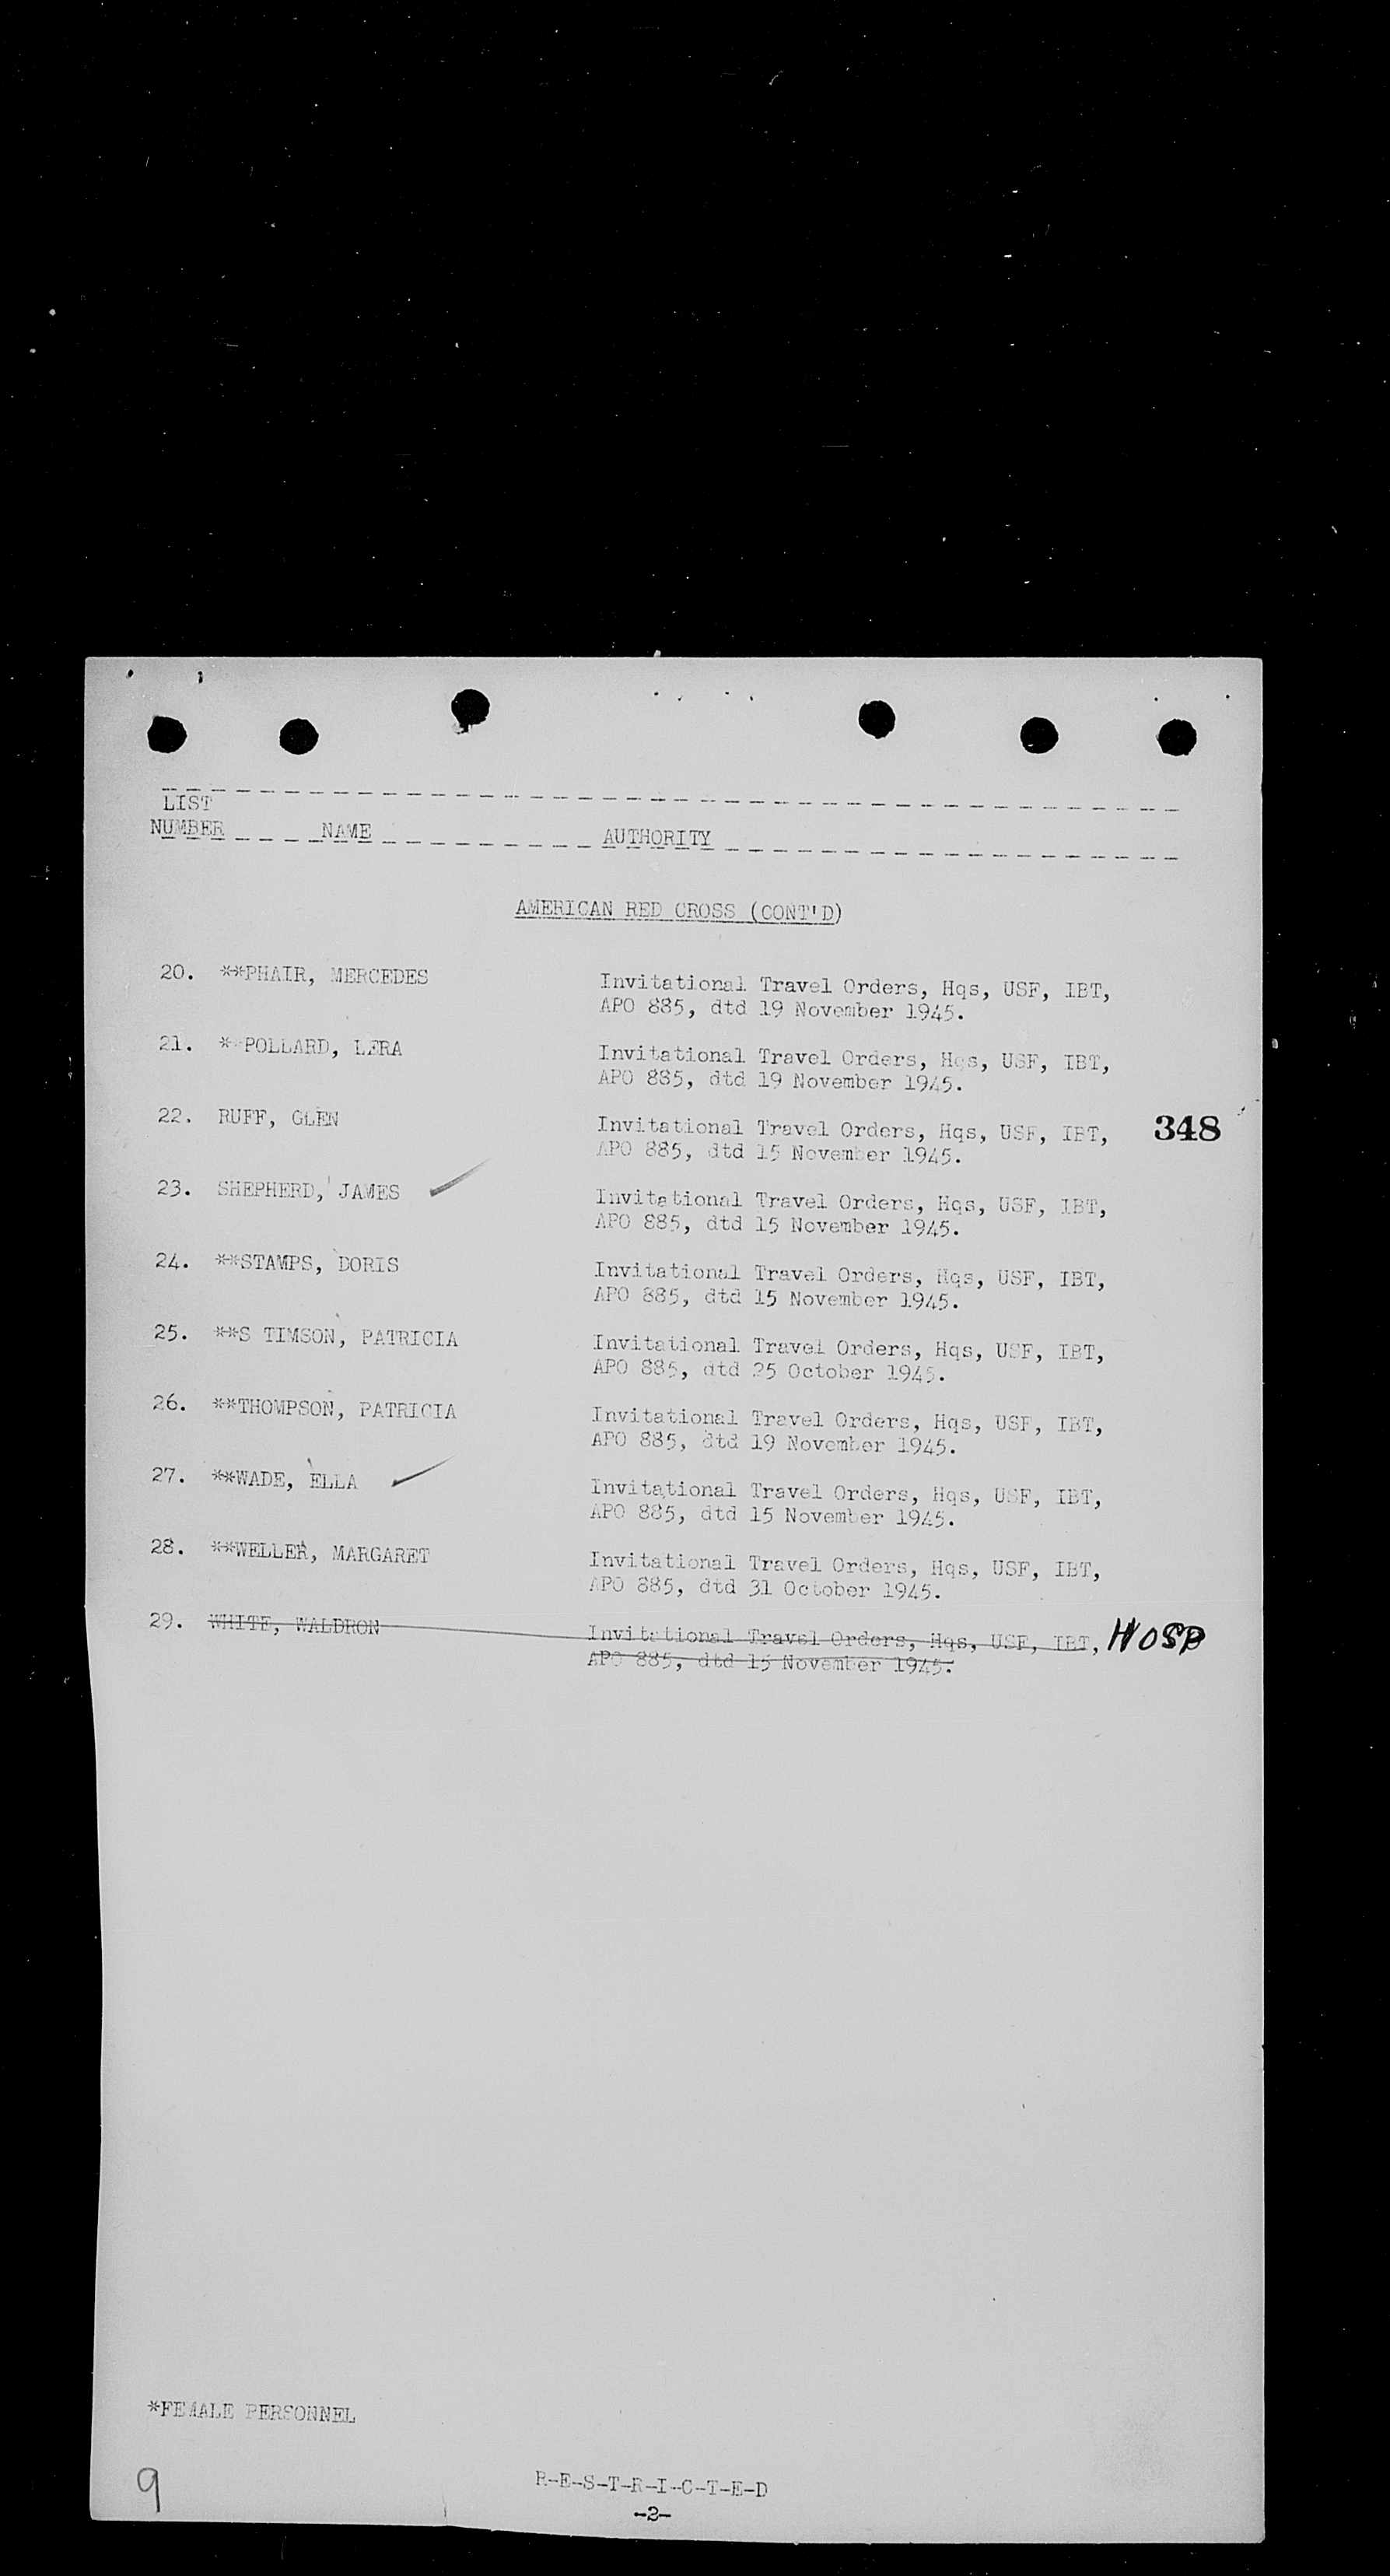 LIST
NUMBER NAME AUTHORITY
AMERICAN RED CROSS (CONT'D)
20. **PHAIR, MERCEDES Invitational Travel Orders, Hqs, USF, IBT,
APO 885, dtd 19 November 1945.
21. **POLLARD, LERA Invitational Travel Orders, Hqs, USF, IBT,
APO 885, dtd 19 November 1945.
22. RUFF, GLEN Invitational Travel Orders, Hqs, USF, IBT, 348
APO 885, dtd 15 November 1945.
23. SHEPHERD, JAMES Invitational Travel Orders, Hqs, USF, IBT,
APO 885, dtd 15 November 1945.
24. **STAMPS, DORIS Invitational Travel Orders, Hqs, USF, IBT,
APO 885, dtd 15 November 1945.
25. **S TIMSON, PATRICIA Invitational Travel Orders, Hqs, USF, IBT,
APO 885, dtd 25 October 1945.
26. **THOMPSON, PATRICIA Invitational Travel Orders, Hqs, USF, IBT,
APO 885, dtd 19 November 1945.
27. **WADE, ELLA Invitational Travel Orders, Hqs, USF, IBT,
APO 885, dtd 15 November 1945.
28. **WELLER, MARGARET Invitational Travel Orders, Hqs, USF, IBT,
APO 885, dtd 31 October 1945.
29. WHITE, WALDRON Invitational Travel Orders, Hqs, USF, IBT, HOSP
APO 885, dtd 15 November 1945.
*FEMALE PERSONNEL
9
R-E-S-T-R-I-C-T-E-D
-2-